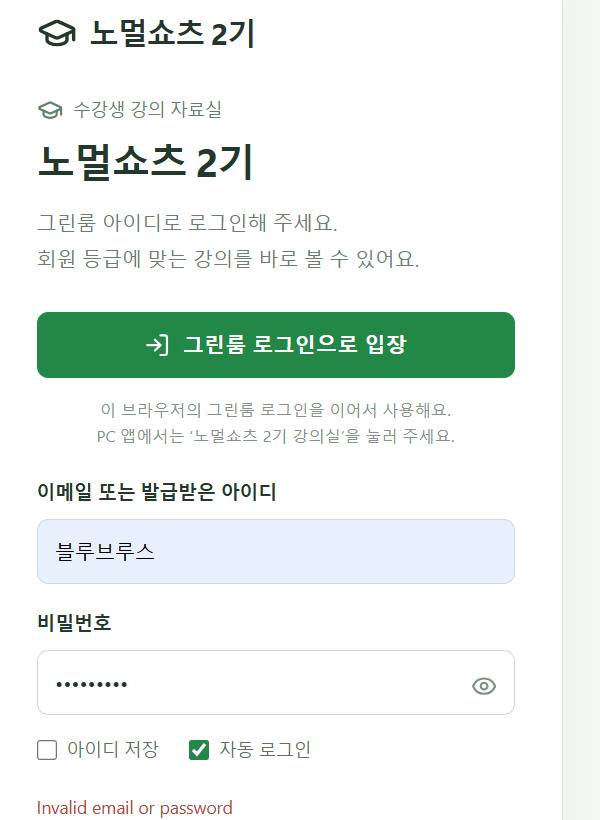 노멀쇼츠 2기
수강생 강의 자료실
노멀쇼츠 2기
그린룸 아이디로 로그인해 주세요.
회원 등급에 맞는 강의를 바로 볼 수 있어요.
그린룸 로그인으로 입장
이 브라우저의 그린룸 로그인을 이어서 사용해요.
PC 앱에서는 ‘노멀쇼츠 2기 강의실’을 눌러 주세요.
이메일 또는 발급받은 아이디
블루브루스
비밀번호
•••••••••
아이디 저장 자동 로그인
Invalid email or password